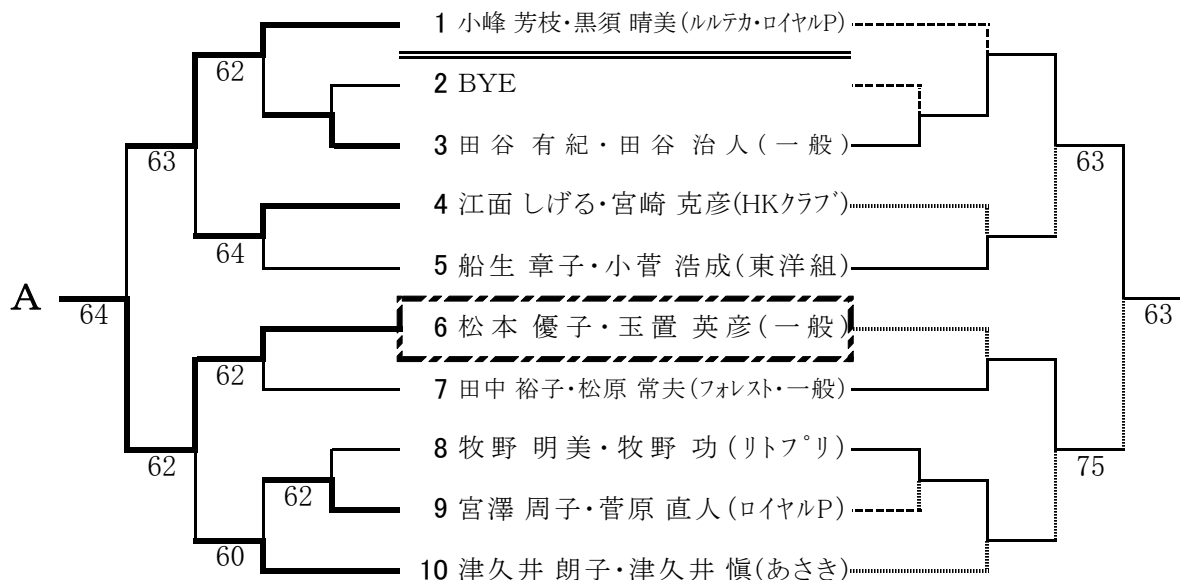 1 小峰 芳枝・黒須 晴美(ルルテカ・ロイヤルP)
62
2 BYE
3 田谷 有紀・田谷 治人(一般)
63
63
4 江面 しげる・宮崎 克彦(HKクラブ)
64
5 船生 章子・小菅 浩成(東洋組)
A
64
63
6 松本 優子・玉置 英彦(一般)
62
7 田中 裕子・松原 常夫(フォレスト・一般)
8 牧野 明美・牧野 功(リトプリ)
62
75
62
9 宮澤 周子・菅原 直人(ロイヤルP)
60
10 津久井 朗子・津久井 愼(あさき)